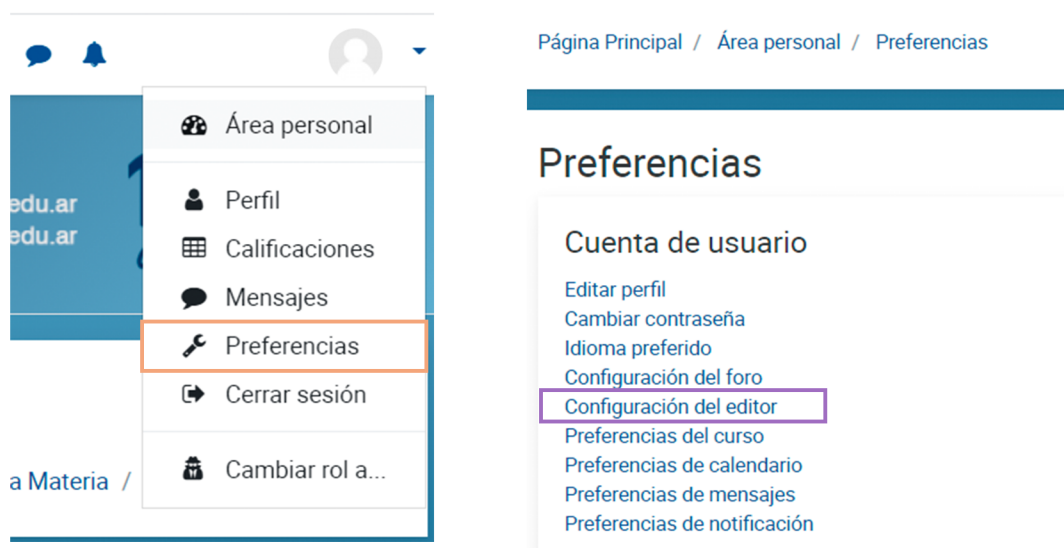 Área personal
edu.ar
edu.ar
Perfil
Calificaciones
Mensajes
Preferencias
Cerrar sesión
a Materia /
Cambiar rol a...
Página Principal / Área personal / Preferencias
Preferencias
Cuenta de usuario
Editar perfil
Cambiar contraseña
Idioma preferido
Configuración del foro
Configuración del editor
Preferencias del curso
Preferencias de calendario
Preferencias de mensajes
Preferencias de notificación